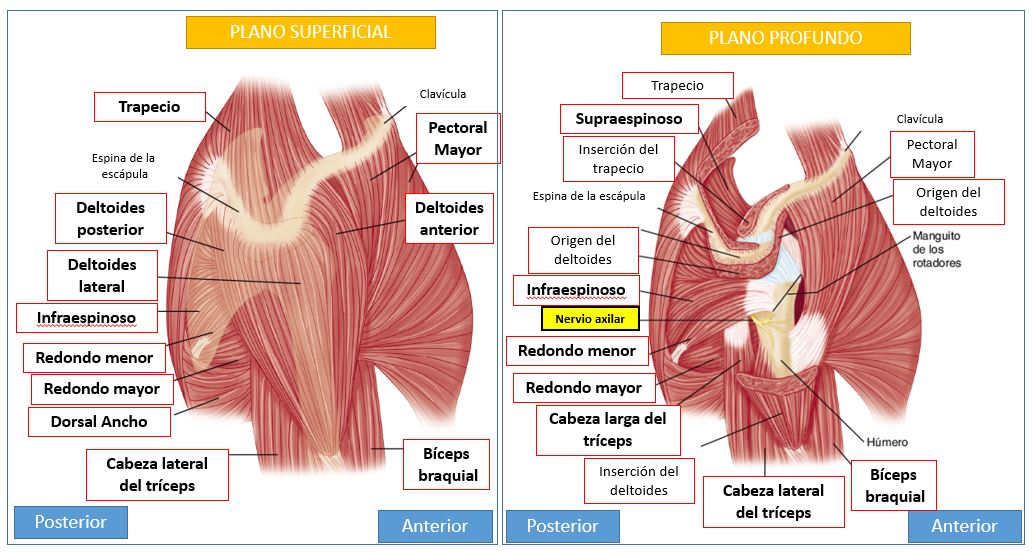 PLANO SUPERFICIAL
Trapecio
Clavícula
Pectoral
Mayor
Espina de la
escápula
Deltoides
posterior
Deltoides
anterior
Deltoides
lateral
Infraespinoso
Redondo menor
Redondo mayor
Dorsal Ancho
Cabeza lateral
del tríceps
Bíceps
braquial
Posterior
Anterior
PLANO PROFUNDO
Trapecio
Supraespinoso
Clavícula
Inserción del
trapecio
Pectoral
Mayor
Espina de la escápula
Origen del
deltoides
Origen del
deltoides
Manguito
de los
rotadores
Infraespinoso
Nervio axilar
Redondo menor
Redondo mayor
Cabeza larga del
tríceps
Húmero
Inserción del
deltoides
Cabeza lateral
del tríceps
Bíceps
braquial
Posterior
Anterior